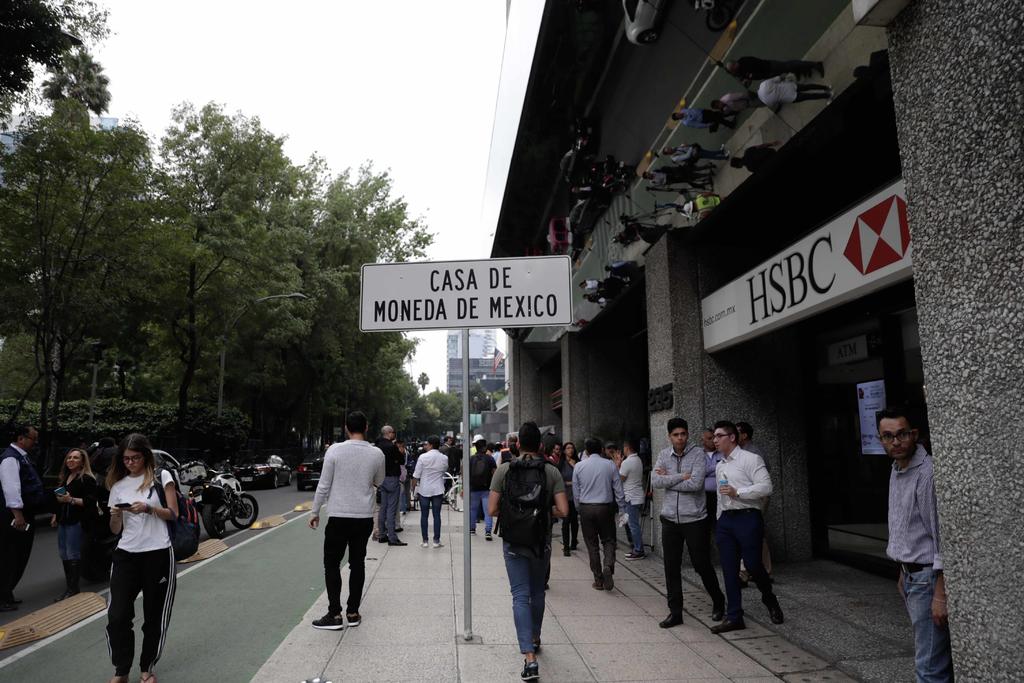 CASA DE
MONEDA DE MEXICO
HSBC
hsbc.com.mx
ATM